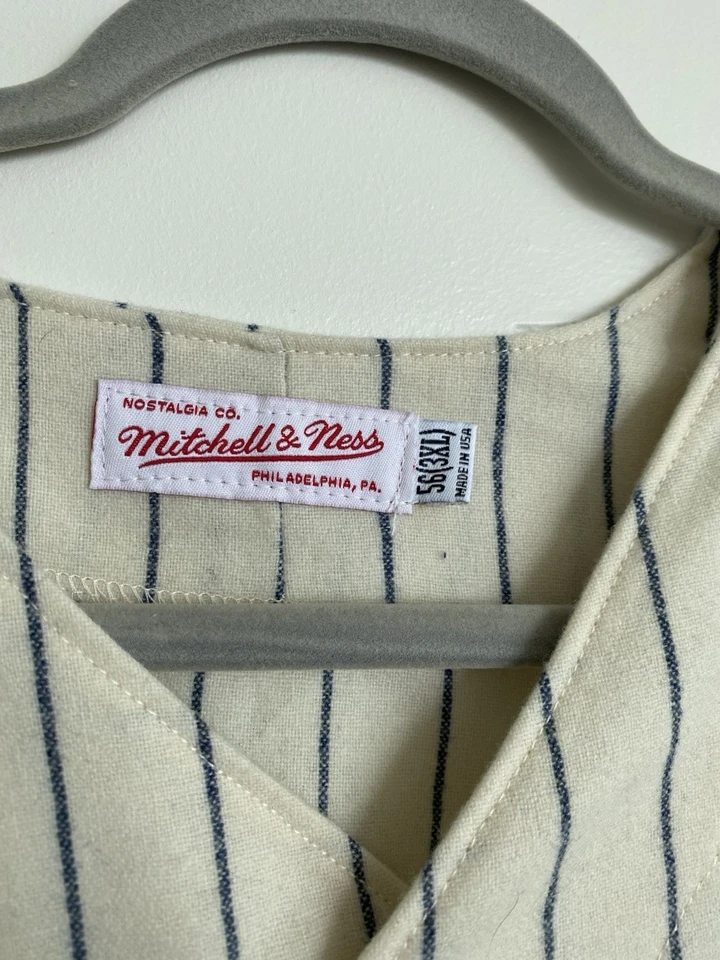 NOSTALGIA CO.
Mitchell & Ness
PHILADELPHIA, PA.
56(3XL)
MADE IN USA